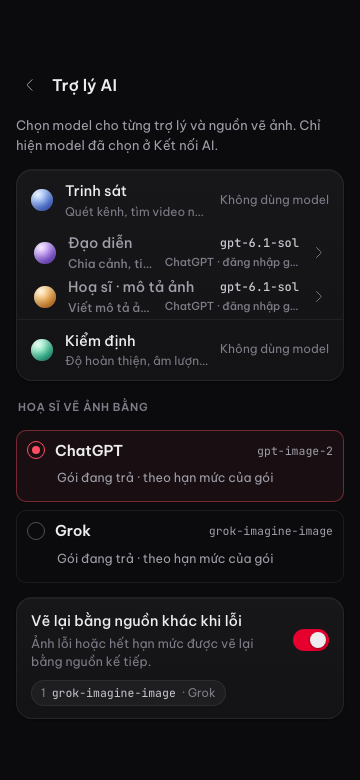 Trợ lý AI
Chọn model cho từng trợ lý và nguồn vẽ ảnh. Chỉ
hiện model đã chọn ở Kết nối AI.
Trinh sát
Quét kênh, tìm video n…
Không dùng model
Đạo diễn
gpt-6.1-sol
Chia cảnh, ti…
ChatGPT · đăng nhập g…
Hoạ sĩ · mô tả ảnh
gpt-6.1-sol
Viết mô tả ả…
ChatGPT · đăng nhập g…
Kiểm định
Độ hoàn thiện, âm lượn…
Không dùng model
HOẠ SĨ VẼ ẢNH BẰNG
ChatGPT
gpt-image-2
Gói đang trả · theo hạn mức của gói
Grok
grok-imagine-image
Gói đang trả · theo hạn mức của gói
Vẽ lại bằng nguồn khác khi lỗi
Ảnh lỗi hoặc hết hạn mức được vẽ lại
bằng nguồn kế tiếp.
1 grok-imagine-image · Grok